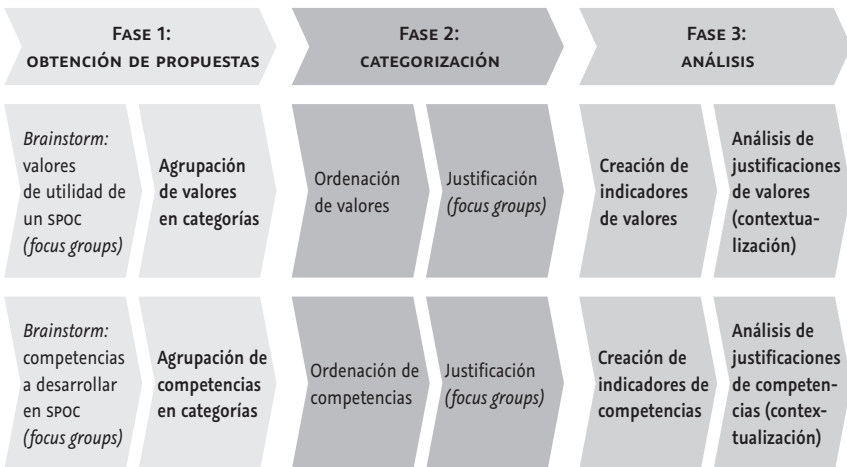 FASE 1:
OBTENCIÓN DE PROPUESTAS
FASE 2:
CATEGORIZACIÓN
FASE 3:
ANÁLISIS
Brainstorm:
valores
de utilidad de
un SPOC
(focus groups)
Agrupación
de valores
en categorías
Ordenación
de valores
Justificación
(focus groups)
Creación de
indicadores
de valores
Análisis de
justificaciones
de valores
(contextua-
lización)
Brainstorm:
competencias
a desarrollar
en SPOC
(focus groups)
Agrupación de
competencias
en categorías
Ordenación de
competencias
Justificación
(focus groups)
Creación de
indicadores de
competencias
Análisis de
justificaciones
de competen-
cias (contex-
tualización)